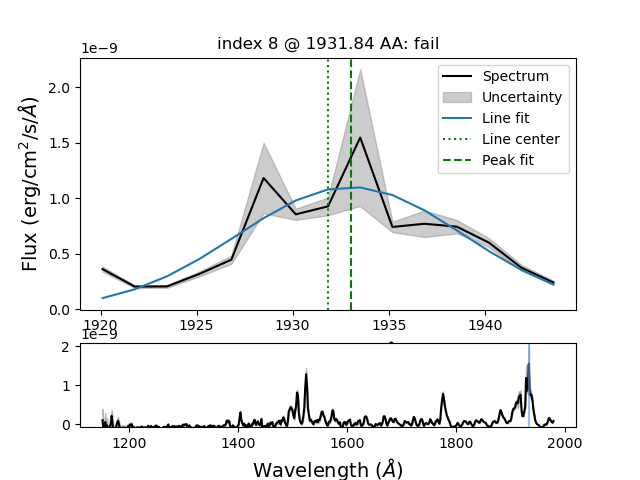 index 8 @ 1931.84 AA: fail
1e−9
2.0
1.5
1.0
0.5
0.0
Flux (erg/cm²/s/Å)
Spectrum
Uncertainty
Line fit
Line center
Peak fit
1920 1925 1930 1935 1940
1e−9
2
1
0
1200 1400 1600 1800 2000
Wavelength (Å)